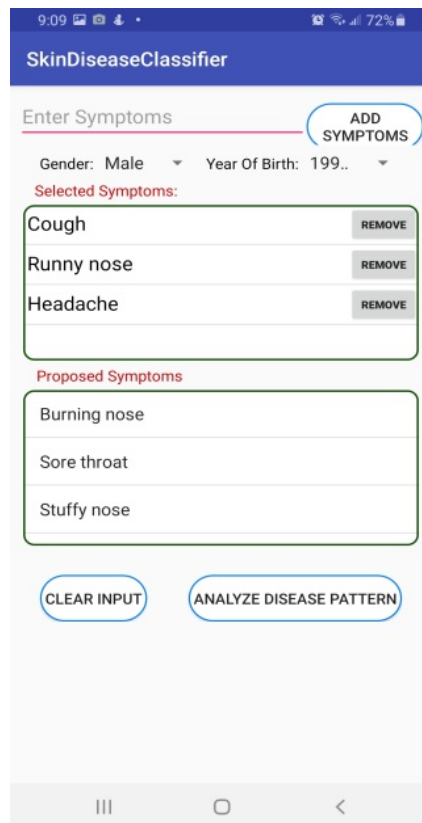 9:09 72%
SkinDiseaseClassifier
Enter Symptoms
ADD
SYMPTOMS
Gender: Male Year Of Birth: 199..
Selected Symptoms:
Cough REMOVE
Runny nose REMOVE
Headache REMOVE
Proposed Symptoms
Burning nose
Sore throat
Stuffy nose
CLEAR INPUT ANALYZE DISEASE PATTERN